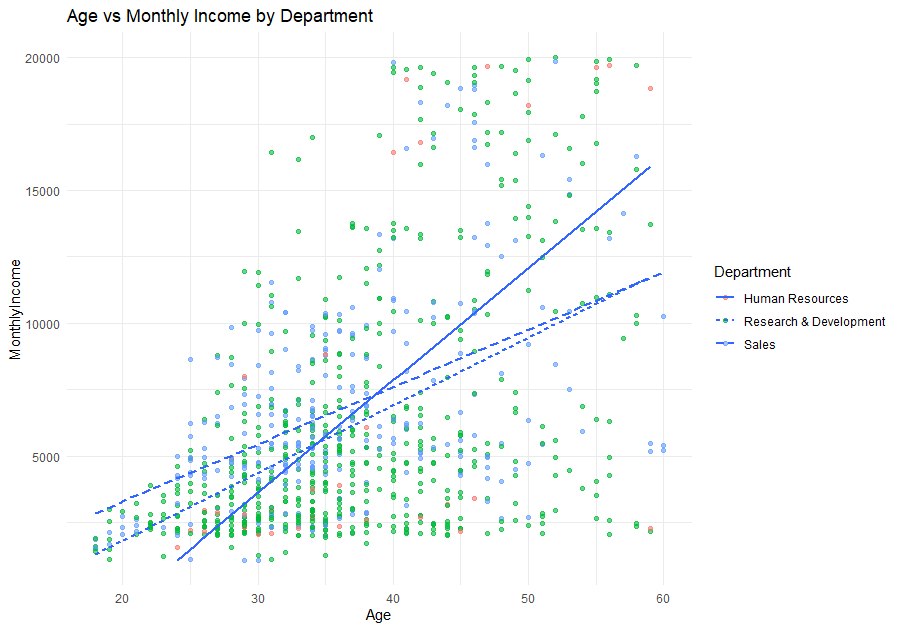 Age vs Monthly Income by Department
20000
15000
10000
5000
MonthlyIncome
20
30
40
50
60
Age
Department
Human Resources
Research & Development
Sales